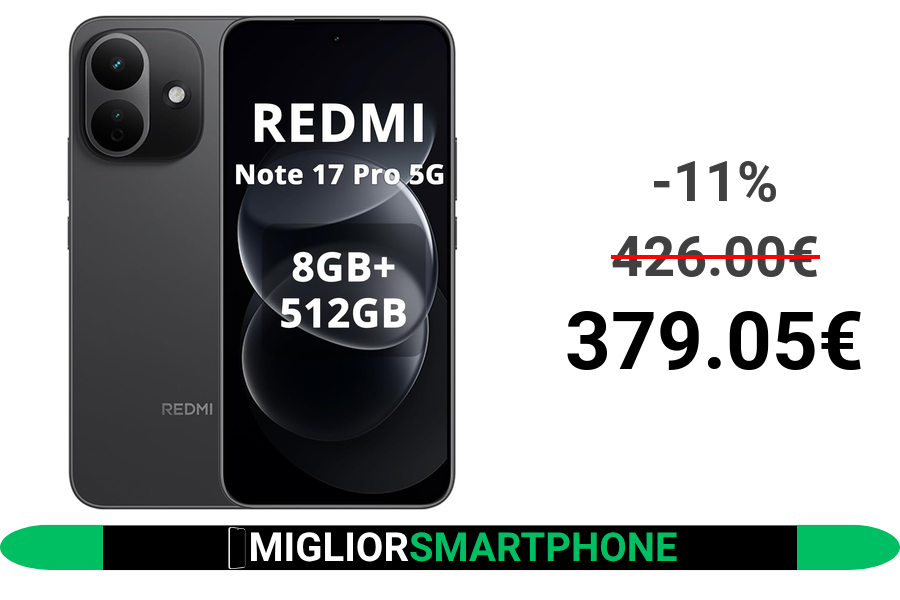 REDMI
Note 17 Pro 5G
8GB+
512GB
REDMI
-11%
426.00€
379.05€
MIGLIORSMARTPHONE